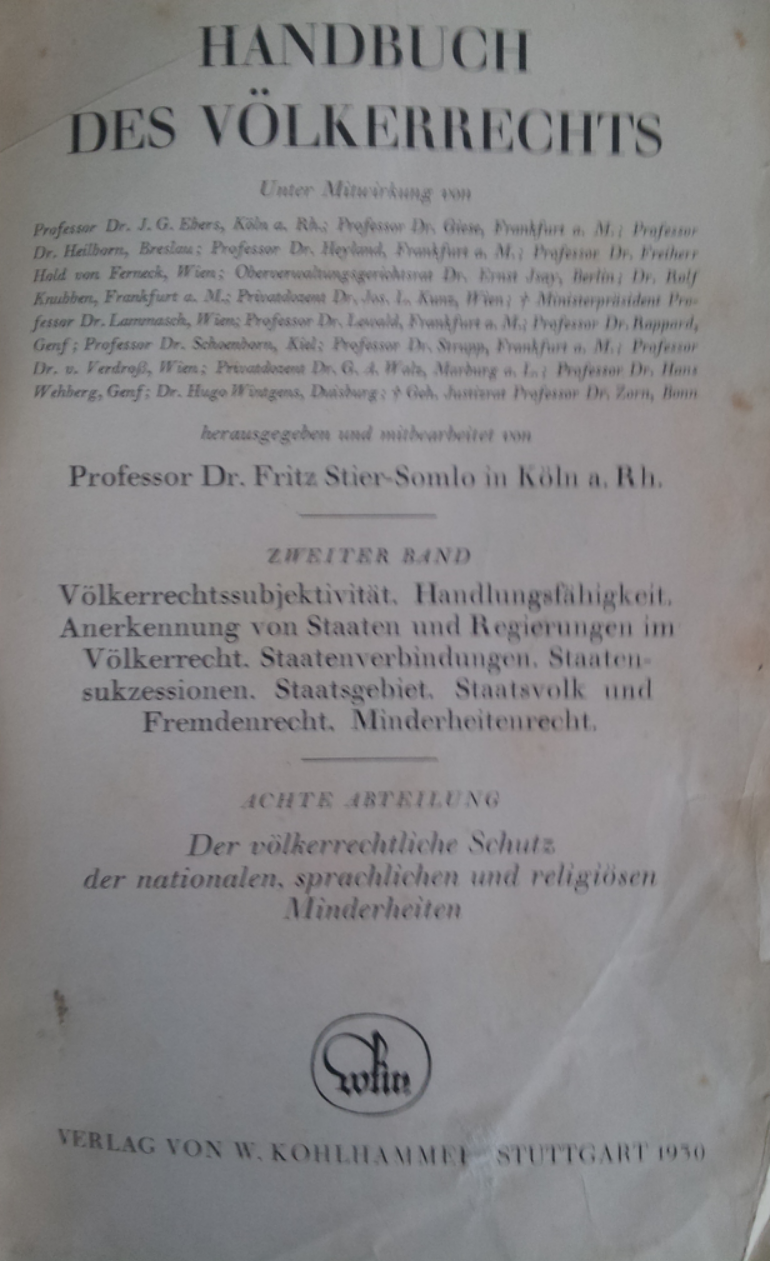 HANDBUCH
DES VÖLKERRECHTS
Unter Mitwirkung von
Professor Dr. J. G. Ebers, Köln a. Rh.; Professor Dr. Giese, Frankfurt a. M.; Professor
Dr. Heilborn, Breslau; Professor Dr. Heyland, Frankfurt a. M.; Professor Dr. Freiherr
Hold von Ferneck, Wien; Oberverwaltungsgerichtsrat Dr. Ernst Jsay, Berlin; Dr. Rolf
Knubben, Frankfurt a. M.; Privatdozent Dr. Jos. L. Kunz, Wien; † Ministerpräsident Pro-
fessor Dr. Lammasch, Wien; Professor Dr. Lewald, Frankfurt a. M.; Professor Dr. Rappard,
Genf; Professor Dr. Schoenborn, Kiel; Professor Dr. Strupp, Frankfurt a. M.; Professor
Dr. v. Verdroß, Wien; Privatdozent Dr. G. A. Walz, Marburg a. L.; Professor Dr. Hans
Wehberg, Genf; Dr. Hugo Wintgens, Duisburg; † Geh. Justizrat Professor Dr. Zorn, Bonn
herausgegeben und mitbearbeitet von
Professor Dr. Fritz Stier-Somlo in Köln a. Rh.
ZWEITER BAND
Völkerrechtssubjektivität. Handlungsfähigkeit.
Anerkennung von Staaten und Regierungen im
Völkerrecht. Staatenverbindungen. Staaten-
sukzessionen. Staatsgebiet. Staatsvolk und
Fremdenrecht. Minderheitenrecht.
ACHTE ABTEILUNG
Der völkerrechtliche Schutz
der nationalen, sprachlichen und religiösen
Minderheiten
VERLAG VON W. KOHLHAMMER STUTTGART 1930